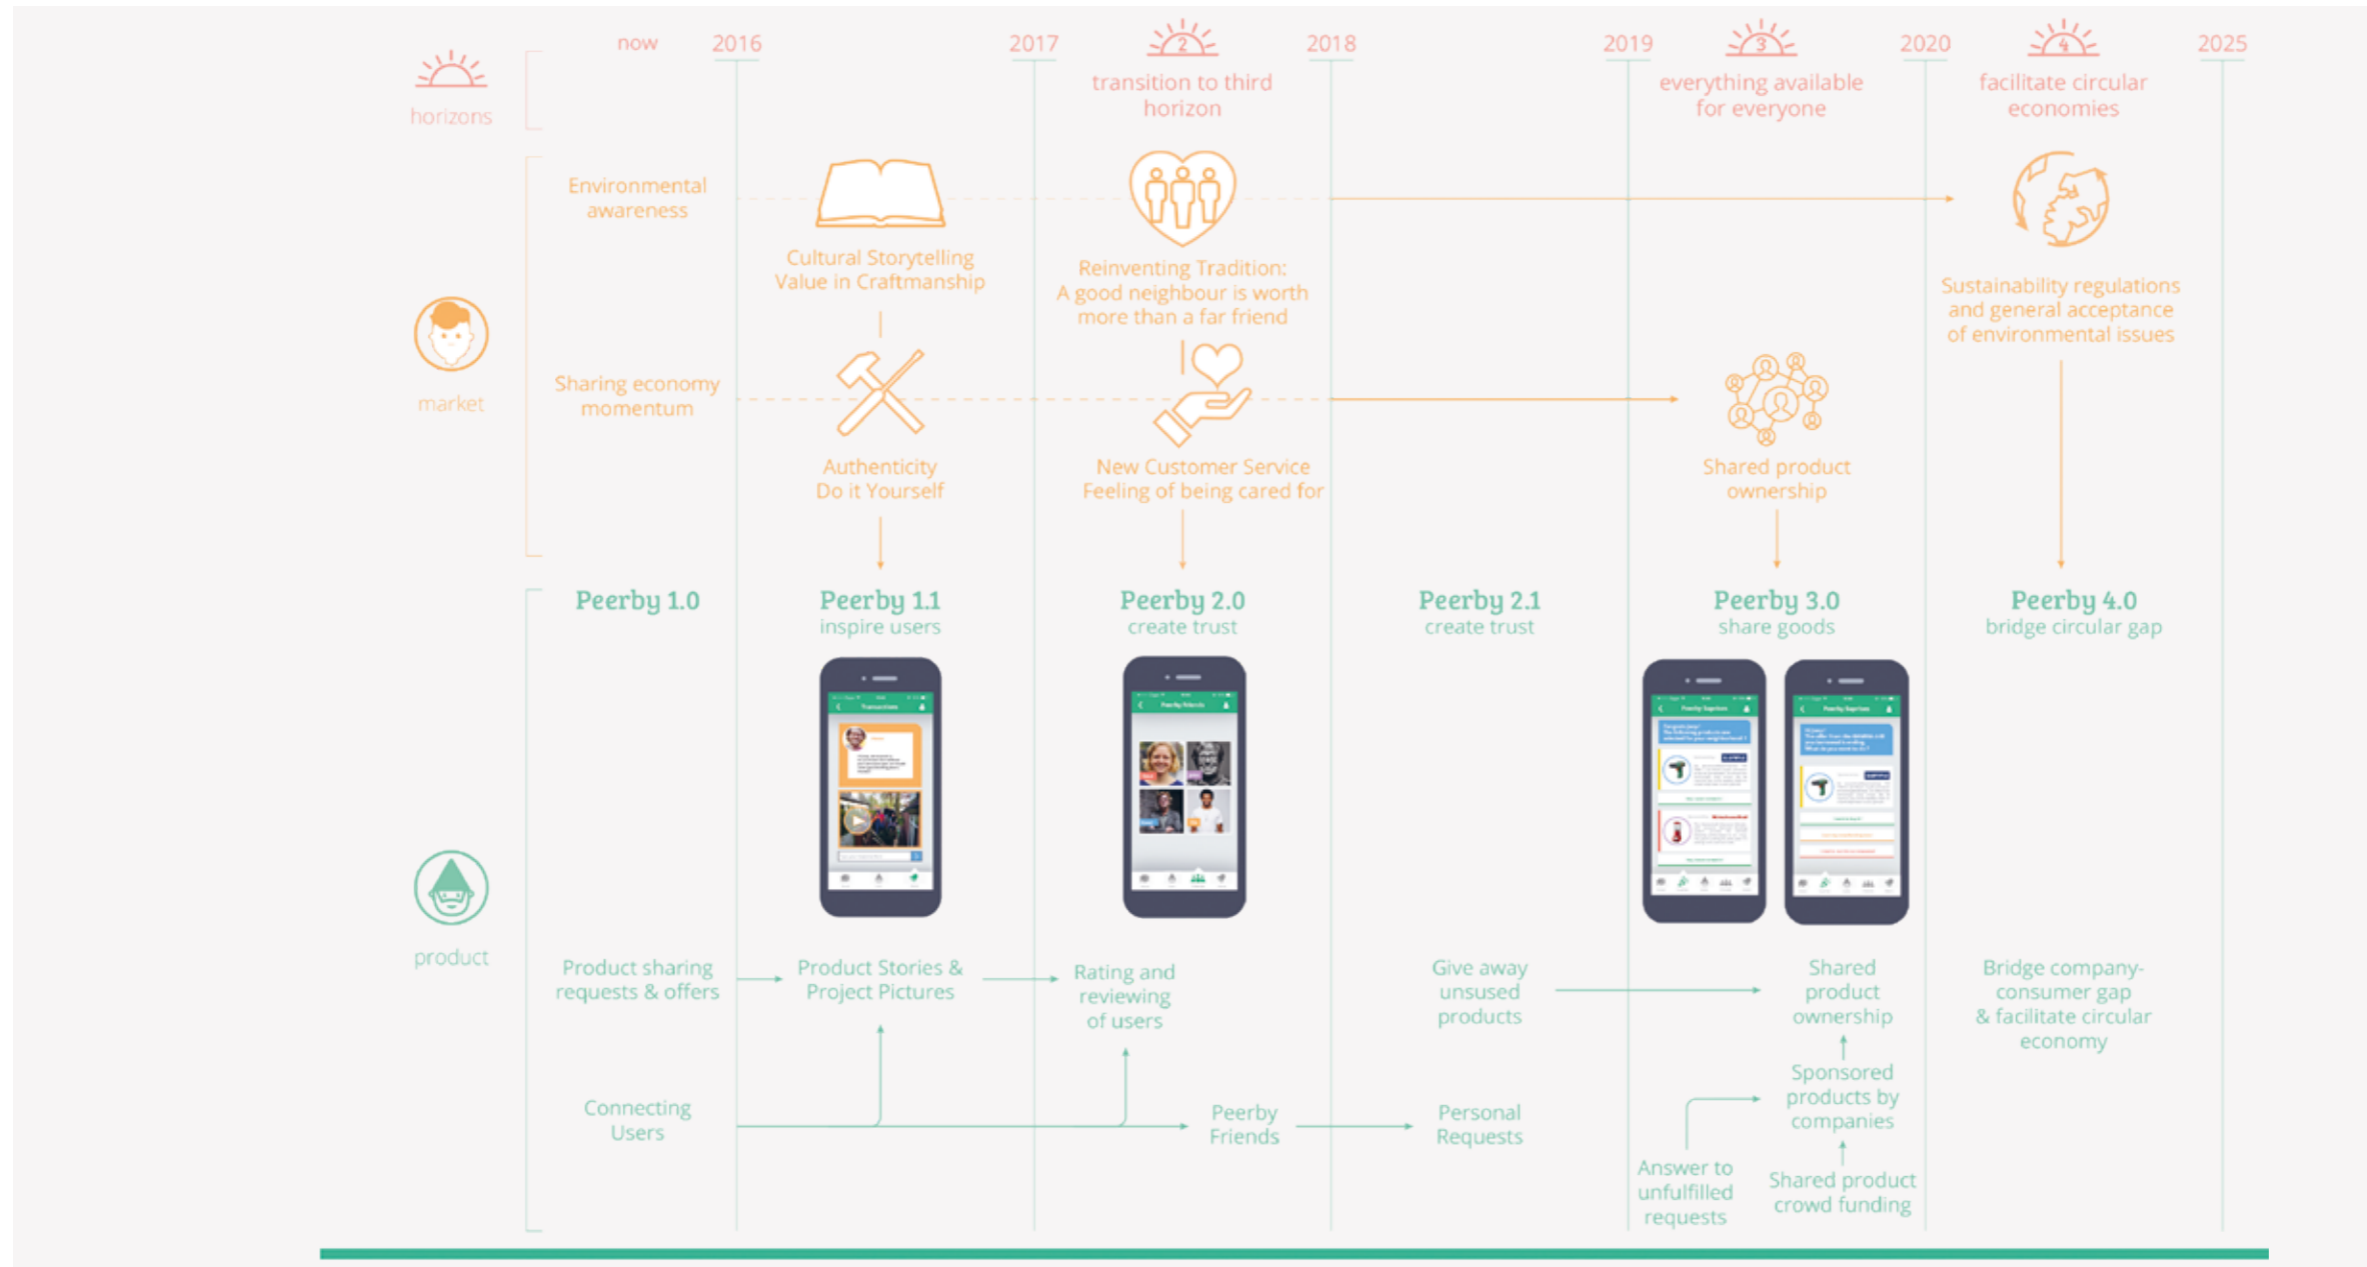 now
2016
2017
2
2018
2019
3
2020
4
2025
horizons
transition to third
horizon
everything available
for everyone
facilitate circular
economies
market
Environmental
awareness
Cultural Storytelling
Value in Craftmanship
Reinventing Tradition:
A good neighbour is worth
more than a far friend
Sustainability regulations
and general acceptance
of environmental issues
Sharing economy
momentum
Authenticity
Do it Yourself
New Customer Service
Feeling of being cared for
Shared product
ownership
product
Peerby 1.0
Peerby 1.1
inspire users
Peerby 2.0
create trust
Peerby 2.1
create trust
Peerby 3.0
share goods
Peerby 4.0
bridge circular gap
Transactions
Peerby Friends
Product sharing
requests & offers
Product Stories &
Project Pictures
Rating and
reviewing
of users
Give away
unsused
products
Shared
product
ownership
Bridge company-
consumer gap
& facilitate circular
economy
Connecting
Users
Peerby
Friends
Personal
Requests
Sponsored
products by
companies
Answer to
unfulfilled
requests
Shared product
crowd funding